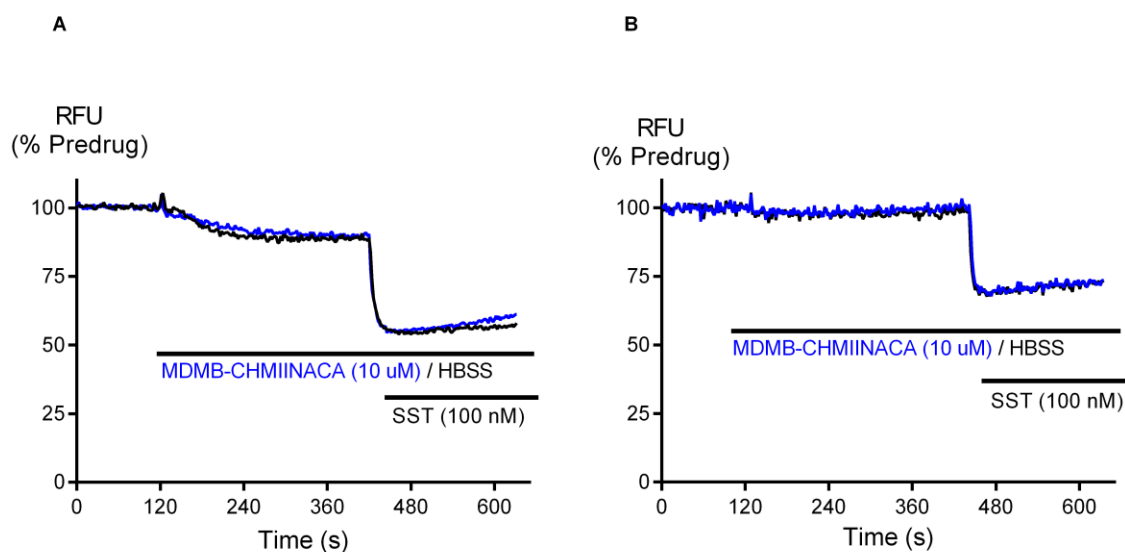 A
RFU
(% Predrug)
100
75
50
25
0
MDMB-CHMIINACA (10 uM) / HBSS
SST (100 nM)
0 120 240 360 480 600
Time (s)
B
RFU
(% Predrug)
100
75
50
25
0
MDMB-CHMIINACA (10 uM) / HBSS
SST (100 nM)
0 120 240 360 480 600
Time (s)